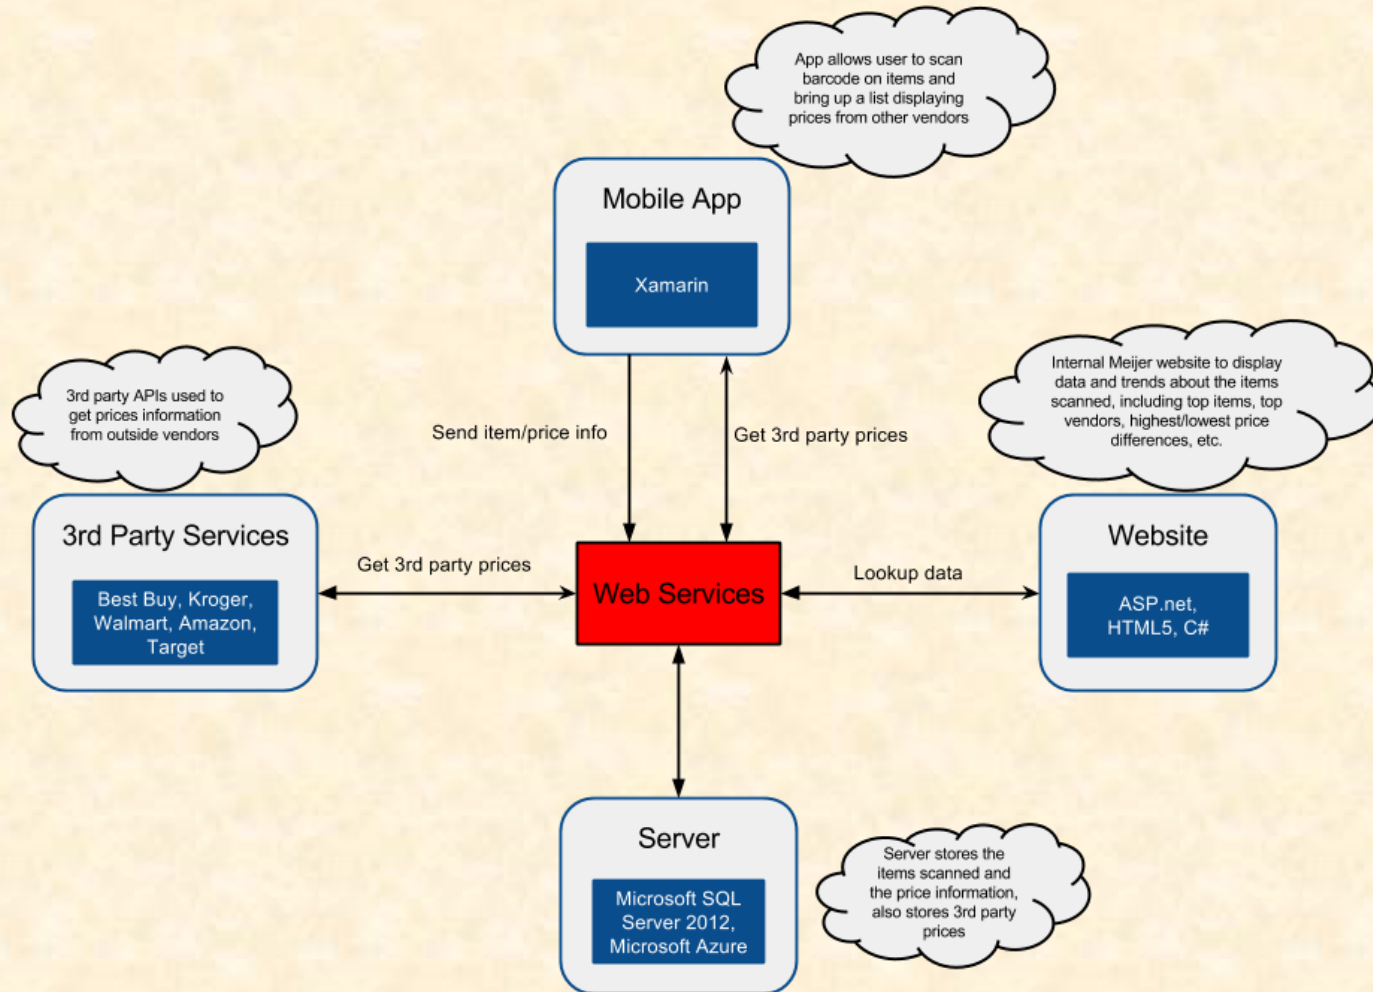 App allows user to scan
barcode on items and
bring up a list displaying
prices from other vendors
Mobile App
Xamarin
3rd party APIs used to
get prices information
from outside vendors
Internal Meijer website to display
data and trends about the items
scanned, including top items, top
vendors, highest/lowest price
differences, etc.
Send item/price info
Get 3rd party prices
3rd Party Services
Best Buy, Kroger,
Walmart, Amazon,
Target
Get 3rd party prices
Web Services
Lookup data
Website
ASP.net,
HTML5, C#
Server
Microsoft SQL
Server 2012,
Microsoft Azure
Server stores the
items scanned and
the price information,
also stores 3rd party
prices